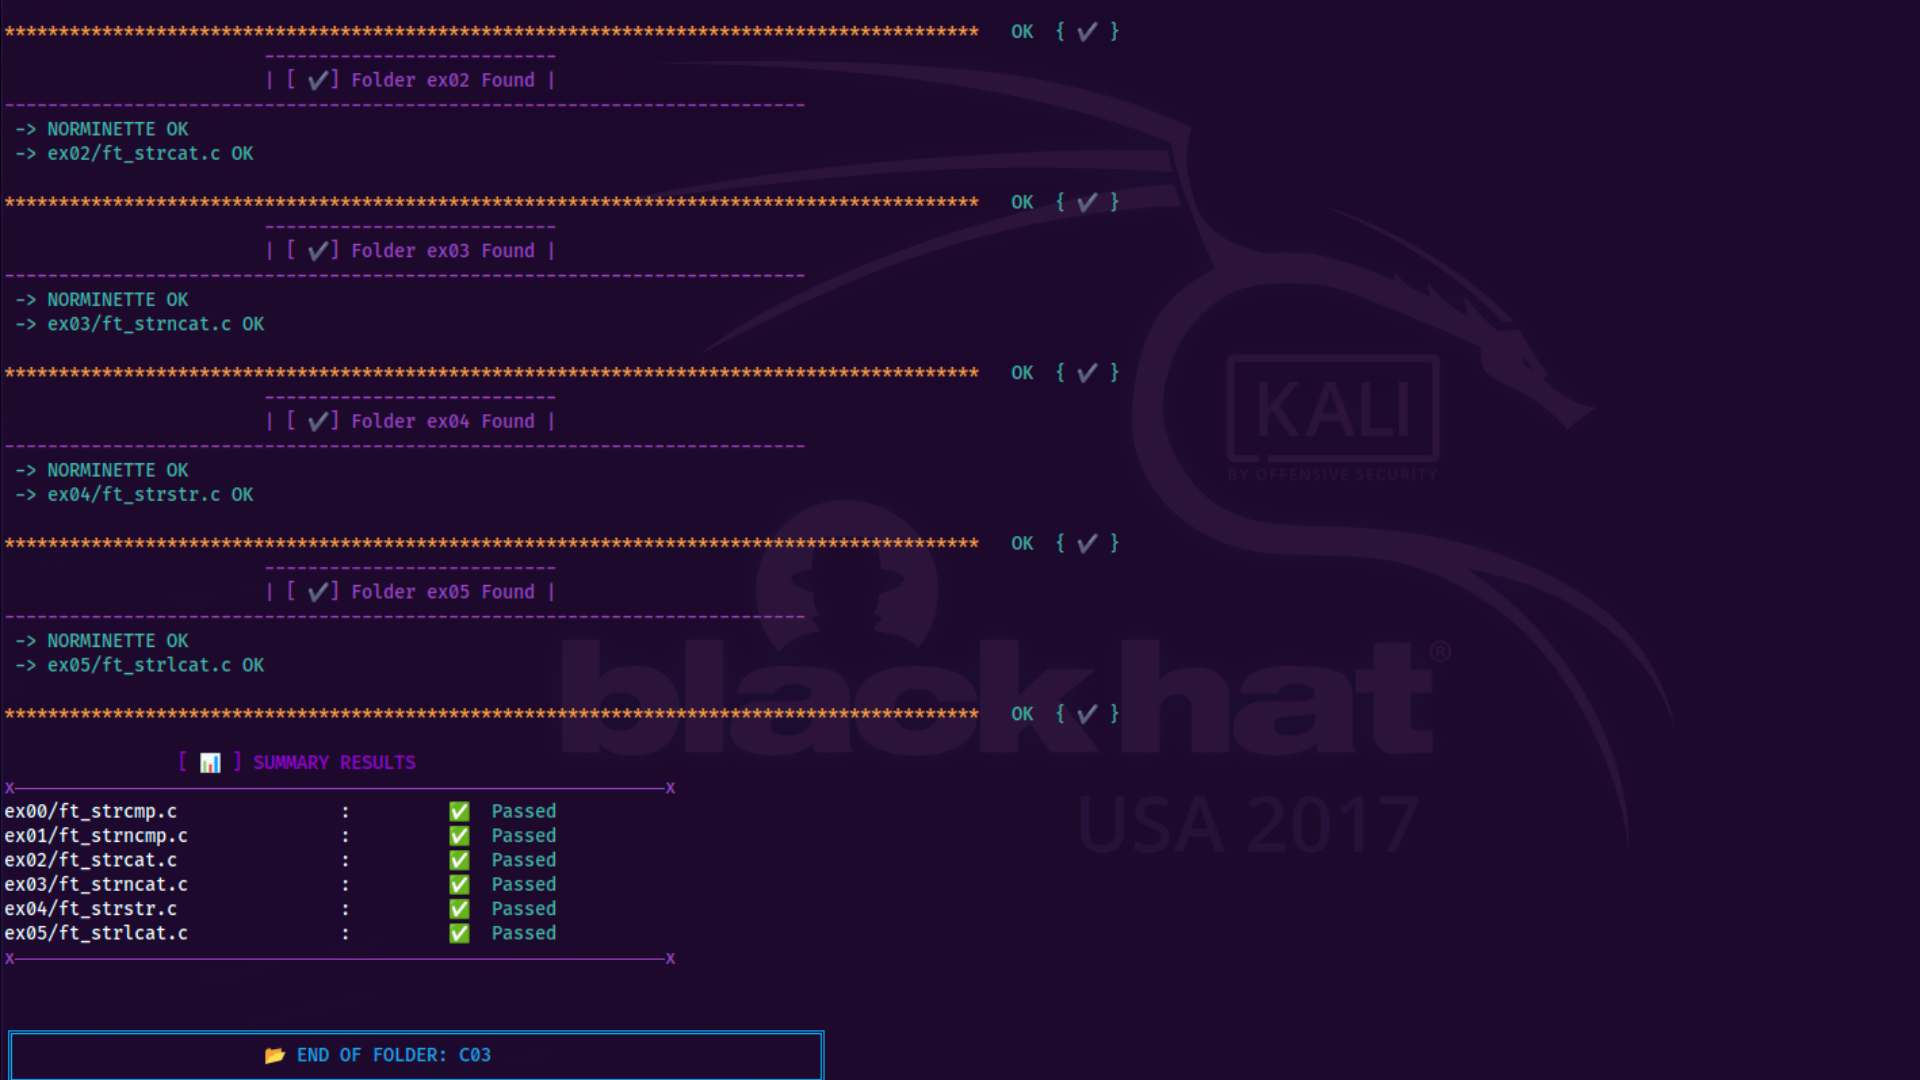 ****************************************************************************************** OK { ✔ }
---------------------------
| [ ✔] Folder ex02 Found |
--------------------------------------------------------------------------
-> NORMINETTE OK
-> ex02/ft_strcat.c OK
****************************************************************************************** OK { ✔ }
---------------------------
| [ ✔] Folder ex03 Found |
--------------------------------------------------------------------------
-> NORMINETTE OK
-> ex03/ft_strncat.c OK
****************************************************************************************** OK { ✔ }
---------------------------
| [ ✔] Folder ex04 Found |
--------------------------------------------------------------------------
-> NORMINETTE OK
-> ex04/ft_strstr.c OK
****************************************************************************************** OK { ✔ }
---------------------------
| [ ✔] Folder ex05 Found |
--------------------------------------------------------------------------
-> NORMINETTE OK
-> ex05/ft_strlcat.c OK
****************************************************************************************** OK { ✔ }
[ 📊 ] SUMMARY RESULTS
X────────────────────────────────────────────────────────────X
ex00/ft_strcmp.c : ✅ Passed
ex01/ft_strncmp.c : ✅ Passed
ex02/ft_strcat.c : ✅ Passed
ex03/ft_strncat.c : ✅ Passed
ex04/ft_strstr.c : ✅ Passed
ex05/ft_strlcat.c : ✅ Passed
X────────────────────────────────────────────────────────────X
📂 END OF FOLDER: C03
KALI
BY OFFENSIVE SECURITY
blackhat®
USA 2017